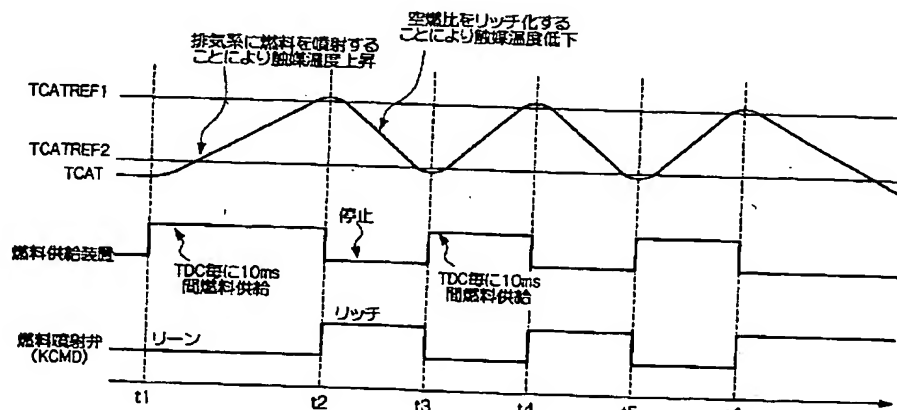 排気系に燃料を噴射する
ことにより触媒温度上昇
空燃比をリッチ化する
ことにより触媒温度低下
TCATREF1
TCATREF2
TCAT
燃料供給装置
TDC毎に10ms
間燃料供給
停止
TDC毎に10ms
間燃料供給
燃料噴射弁
(KCMD)
リーン
リッチ
t1
t2
t3
t4